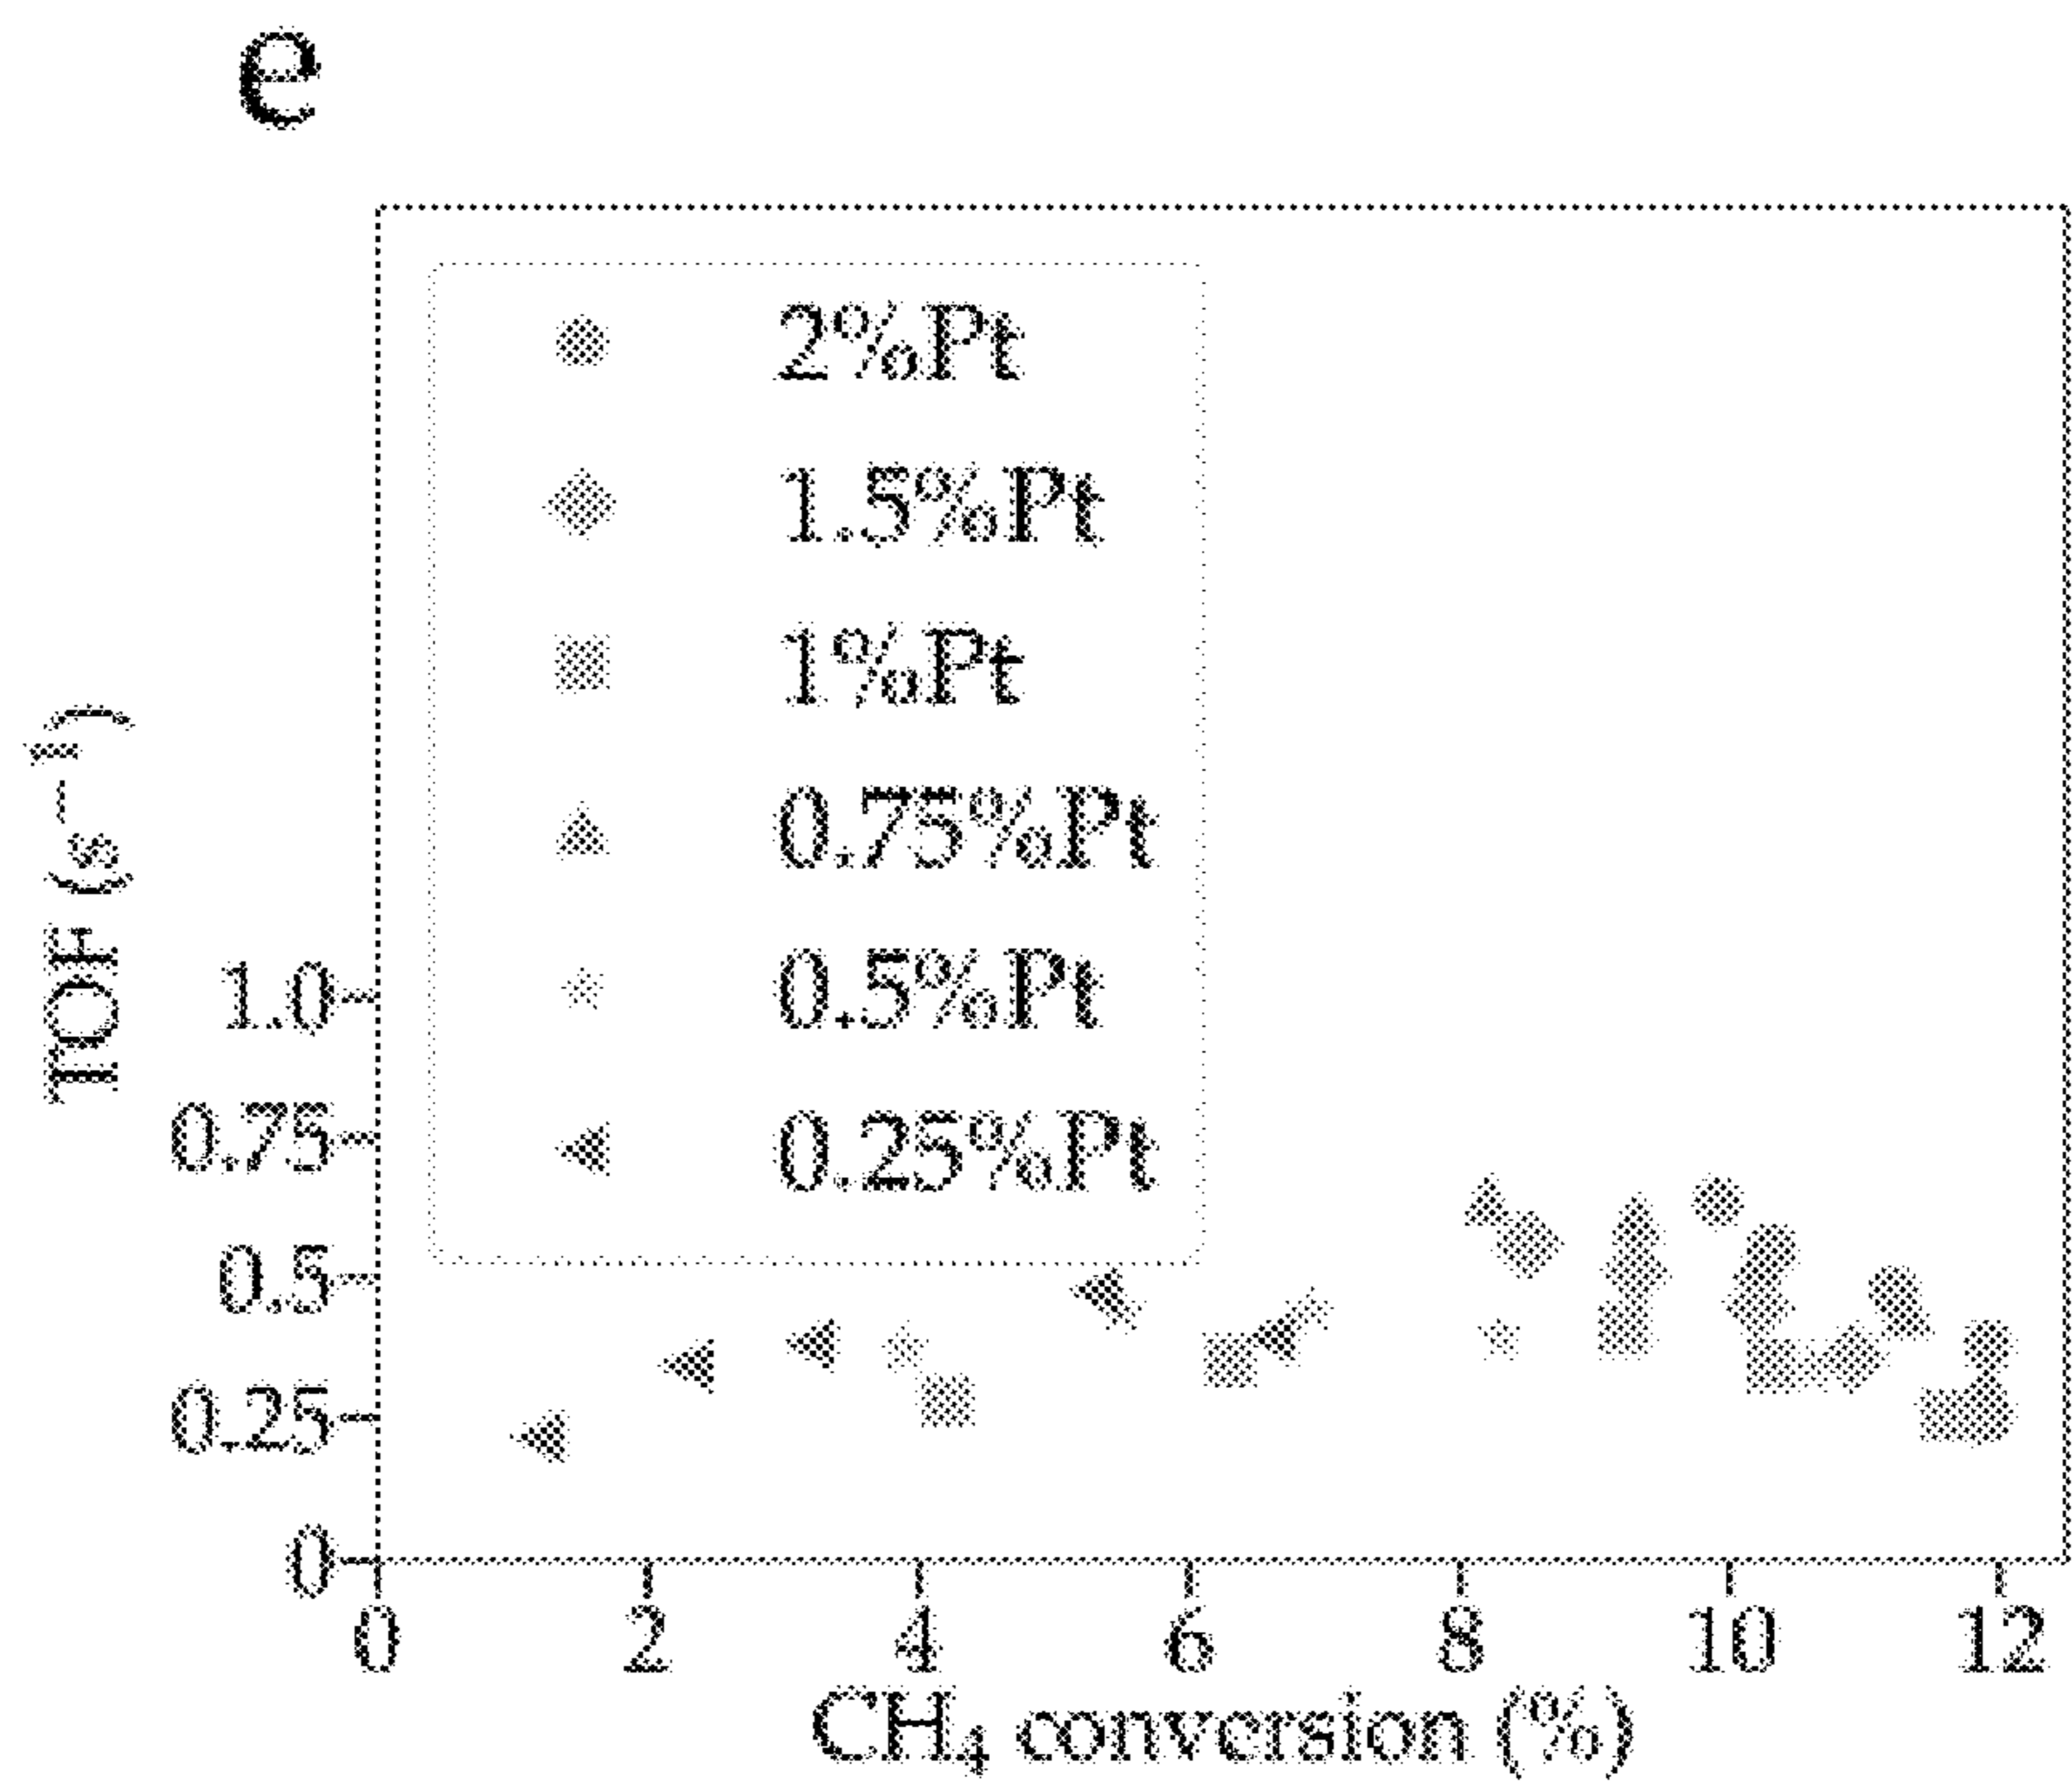 e
2%Pt
1.5%Pt
1%Pt
0.75%Pt
0.5%Pt
0.25%Pt
TOF (s⁻¹)
1.0
0.75
0.5
0.25
0
0 2 4 6 8 10 12
CH₄ conversion (%)